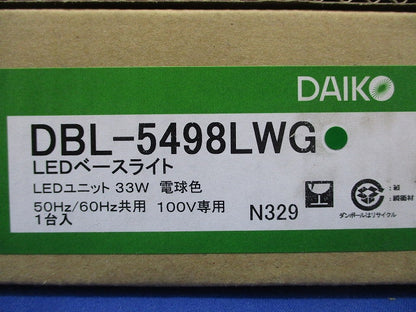 DAIKO
DBL-5498LWG
LEDベースライト
LEDユニット 33W 電球色
50Hz/60Hz共用 100V専用
1台入
N329
ダンボールはリサイクル